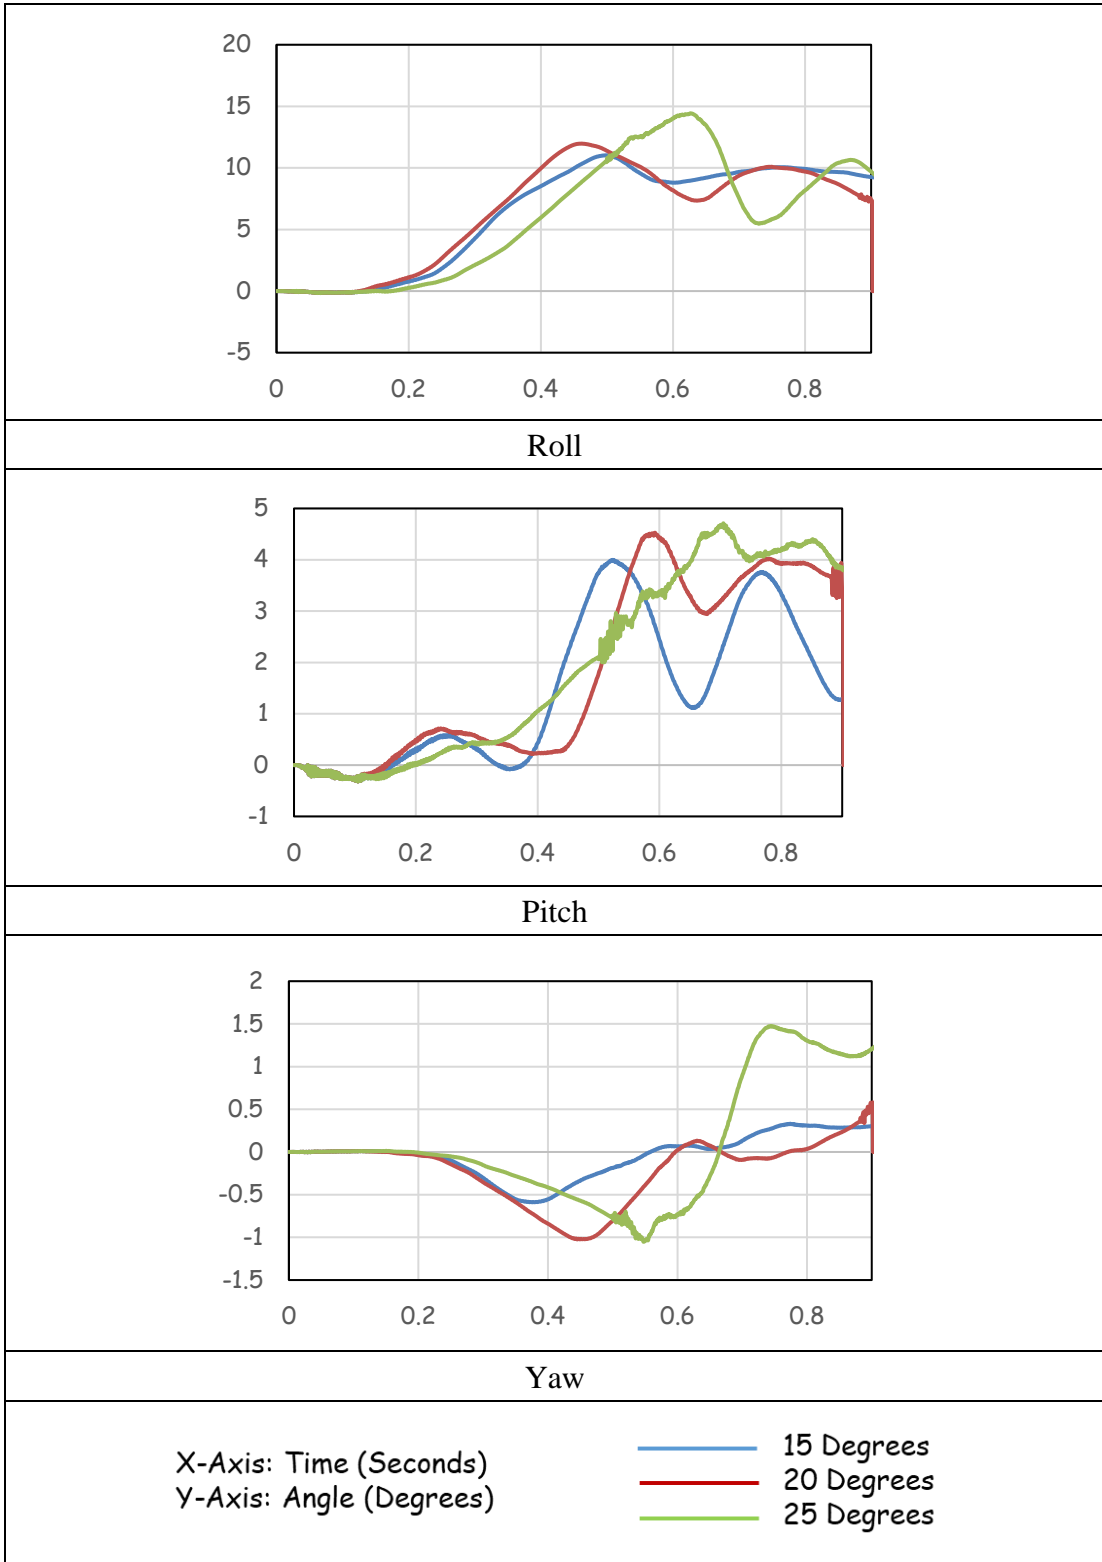 20
15
10
5
0
-5
0 0.2 0.4 0.6 0.8
Roll
5
4
3
2
1
0
-1
0 0.2 0.4 0.6 0.8
Pitch
2
1.5
1
0.5
0
-0.5
-1
-1.5
0 0.2 0.4 0.6 0.8
Yaw
X-Axis: Time (Seconds)
Y-Axis: Angle (Degrees)
15 Degrees
20 Degrees
25 Degrees